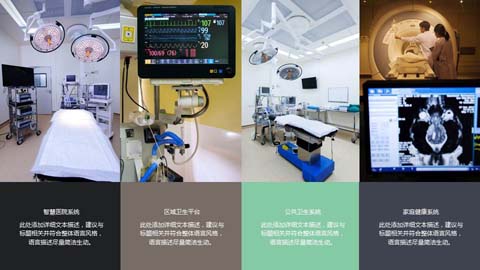 107
99
20
107
100/68 (75)
智慧医院系统
此处添加详细文本描述，建议与
标题相关并符合整体语言风格，
语言描述尽量简洁生动。
区域卫生平台
此处添加详细文本描述，建议与
标题相关并符合整体语言风格，
语言描述尽量简洁生动。
公共卫生系统
此处添加详细文本描述，建议与
标题相关并符合整体语言风格，
语言描述尽量简洁生动。
家庭健康系统
此处添加详细文本描述，建议与
标题相关并符合整体语言风格，
语言描述尽量简洁生动。